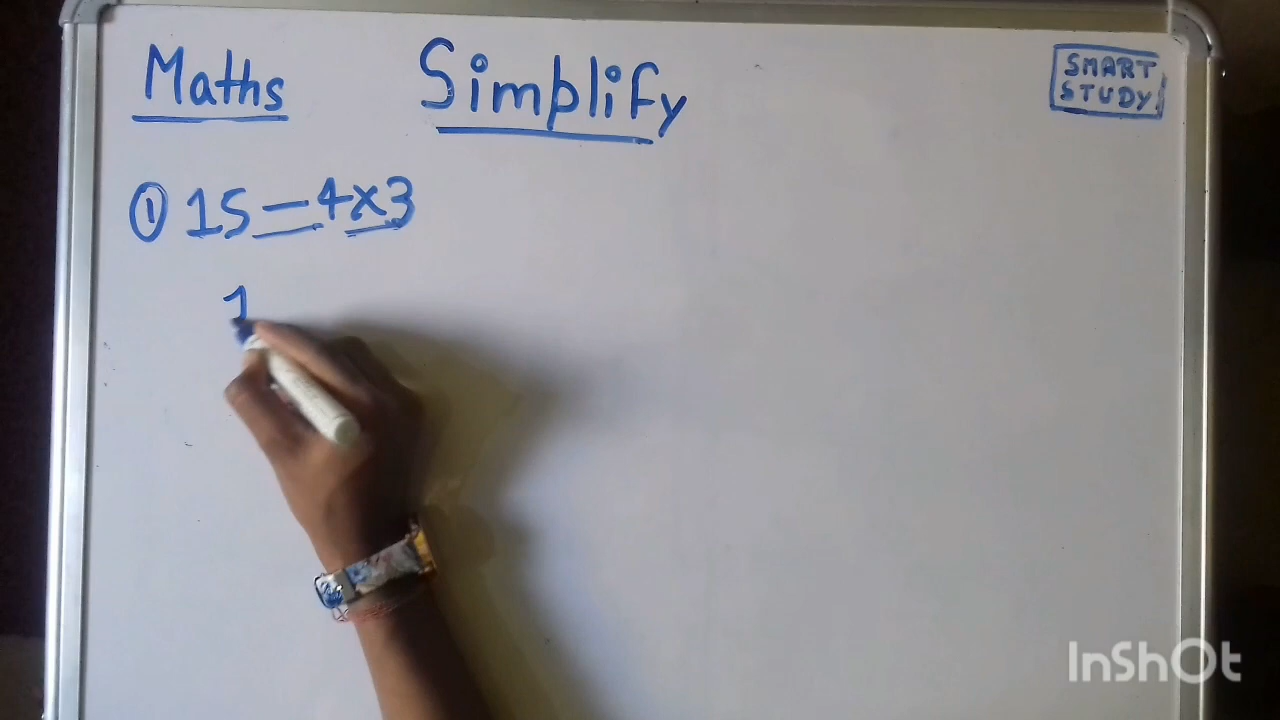 Maths Simplify
SMART
STUDY
① 15 – 4 x 3
1
InShOt